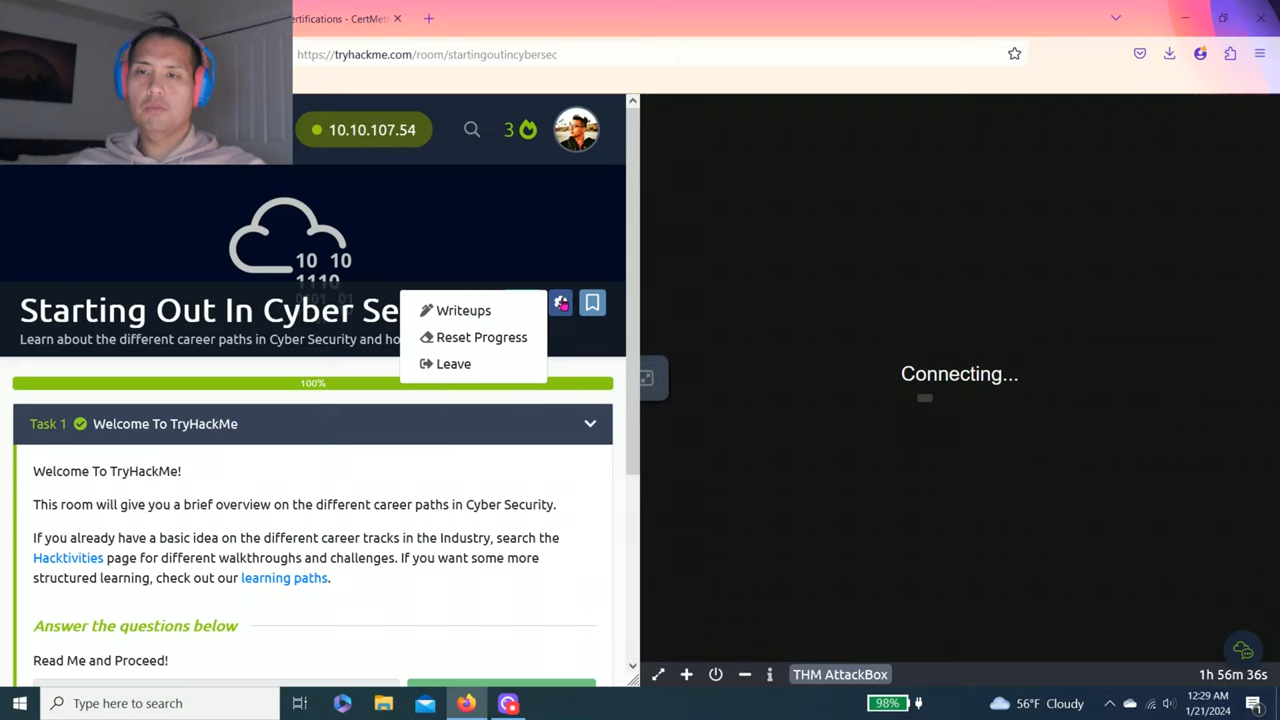 ertifications - CertMet
https://tryhackme.com/room/startingoutincybersec
10.10.107.54
3
10 10
1110
0101 01
Starting Out In Cyber Se
Learn about the different career paths in Cyber Security and ho
Writeups
Reset Progress
Leave
100%
Task 1
Welcome To TryHackMe
Welcome To TryHackMe!
This room will give you a brief overview on the different career paths in Cyber Security.
If you already have a basic idea on the different career tracks in the Industry, search the
Hacktivities page for different walkthroughs and challenges. If you want some more
structured learning, check out our learning paths.
Answer the questions below
Read Me and Proceed!
Connecting...
THM AttackBox
1h 56m 36s
Type here to search
98%
56°F Cloudy
12:29 AM
1/21/2024
1